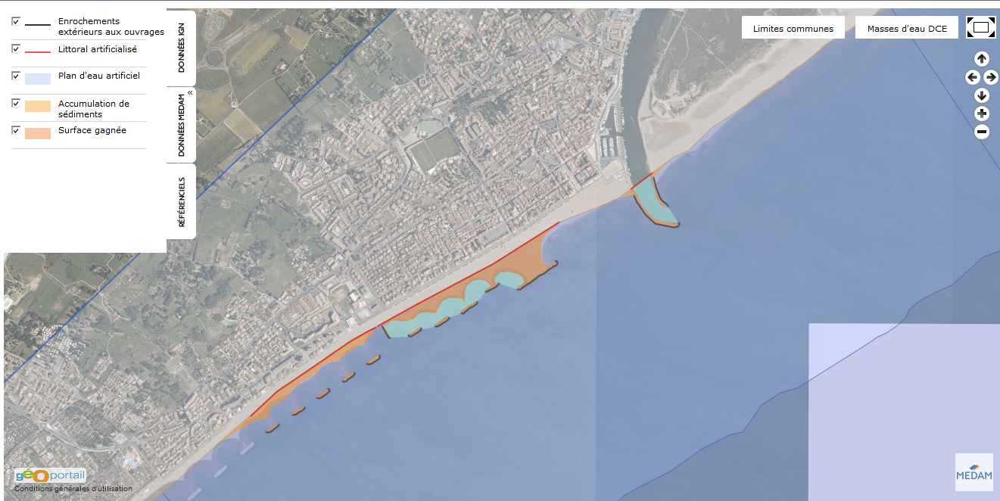 Enrochements
extérieurs aux ouvrages
Littoral artificialisé
Plan d'eau artificiel
Accumulation de
sédiments
Surface gagnée
DONNÉES IGN
«
DONNÉES MEDAM
RÉFÉRENCIELS
Limites communes
Masses d'eau DCE
géoportail
Conditions générales d'utilisation
MEDAM